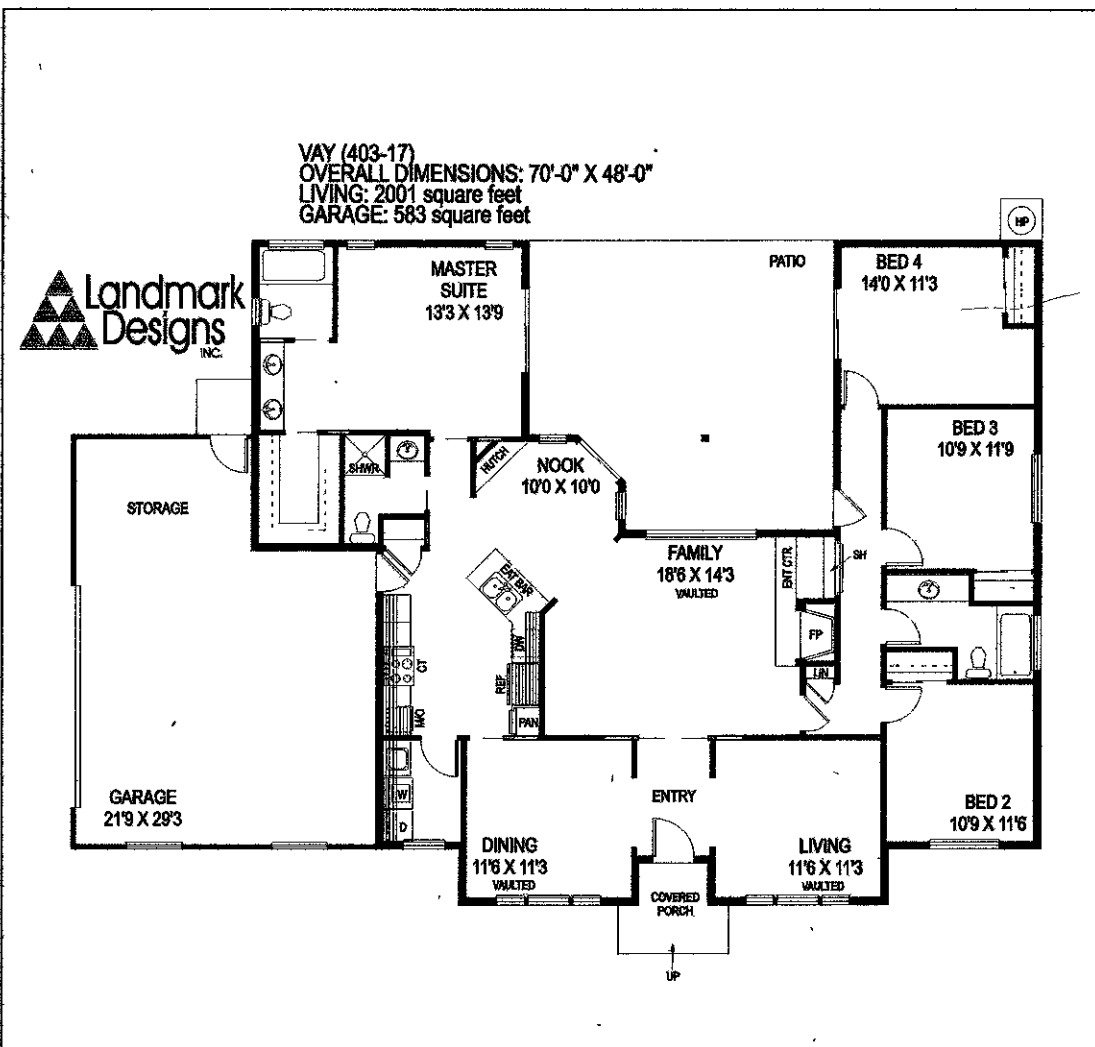 VAY (403-17)
OVERALL DIMENSIONS: 70'-0" X 48'-0"
LIVING: 2001 square feet
GARAGE: 583 square feet
Landmark
Designs
INC.
HP
MASTER
SUITE
13'3 X 13'9
PATIO
BED 4
14'0 X 11'3
BED 3
10'9 X 11'9
HUTCH
NOOK
10'0 X 10'0
SHWR
STORAGE
FAMILY
18'6 X 14'3
VAULTED
ENT CTR
SH
EAT BAR
FP
DW
CT
REF
LIN
M/O
PAN
W
D
GARAGE
21'9 X 29'3
ENTRY
BED 2
10'9 X 11'6
DINING
11'6 X 11'3
VAULTED
LIVING
11'6 X 11'3
VAULTED
COVERED
PORCH
UP